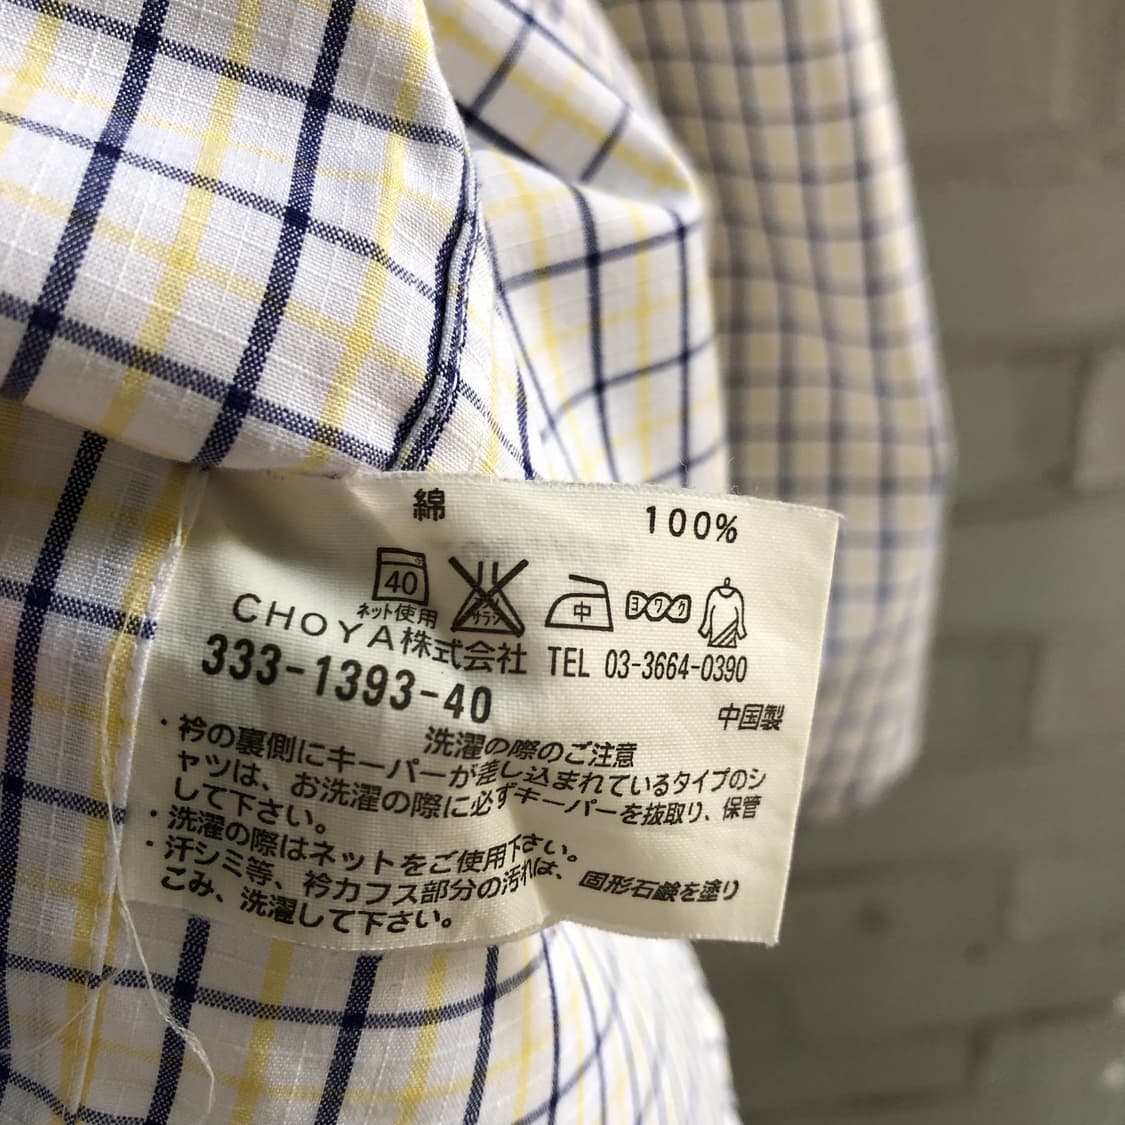 綿 100%
40 ネット使用 エンソ サラシ 中 ヨワク
CHOYA株式会社 TEL 03-3664-0390
333-1393-40
中国製
洗濯の際のご注意
・衿の裏側にキーパーが差し込まれているタイプのシ
ャツは、お洗濯の際に必ずキーパーを抜取り、保管
して下さい。
・洗濯の際はネットをご使用下さい。
・汗シミ等、衿カフス部分の汚れは、固形石鹸を塗り
こみ、洗濯して下さい。